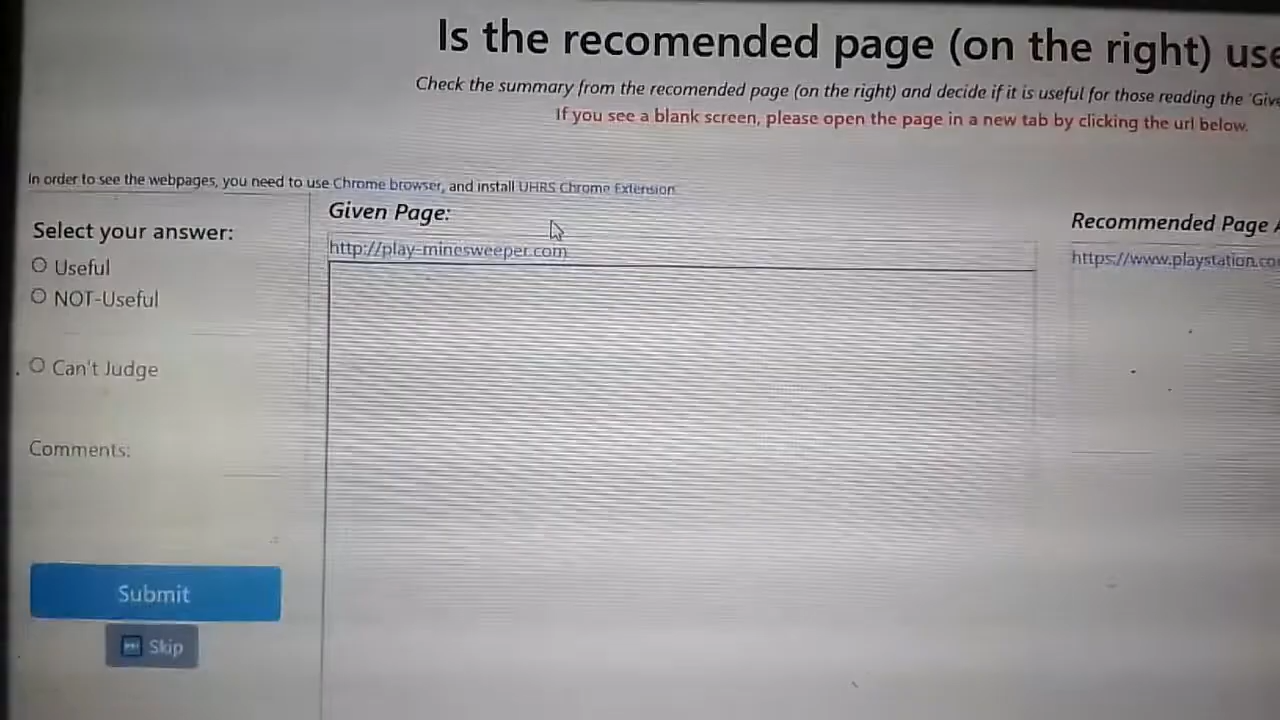 Is the recomended page (on the right) use
Check the summary from the recomended page (on the right) and decide if it is useful for those reading the 'Give
If you see a blank screen, please open the page in a new tab by clicking the url below.
In order to see the webpages, you need to use Chrome browser, and install UHRS Chrome Extension
Select your answer:
Useful
NOT-Useful
Can't Judge
Comments:
Submit
Skip
Given Page:
http://play-minesweeper.com
Recommended Page A
https://www.playstation.co